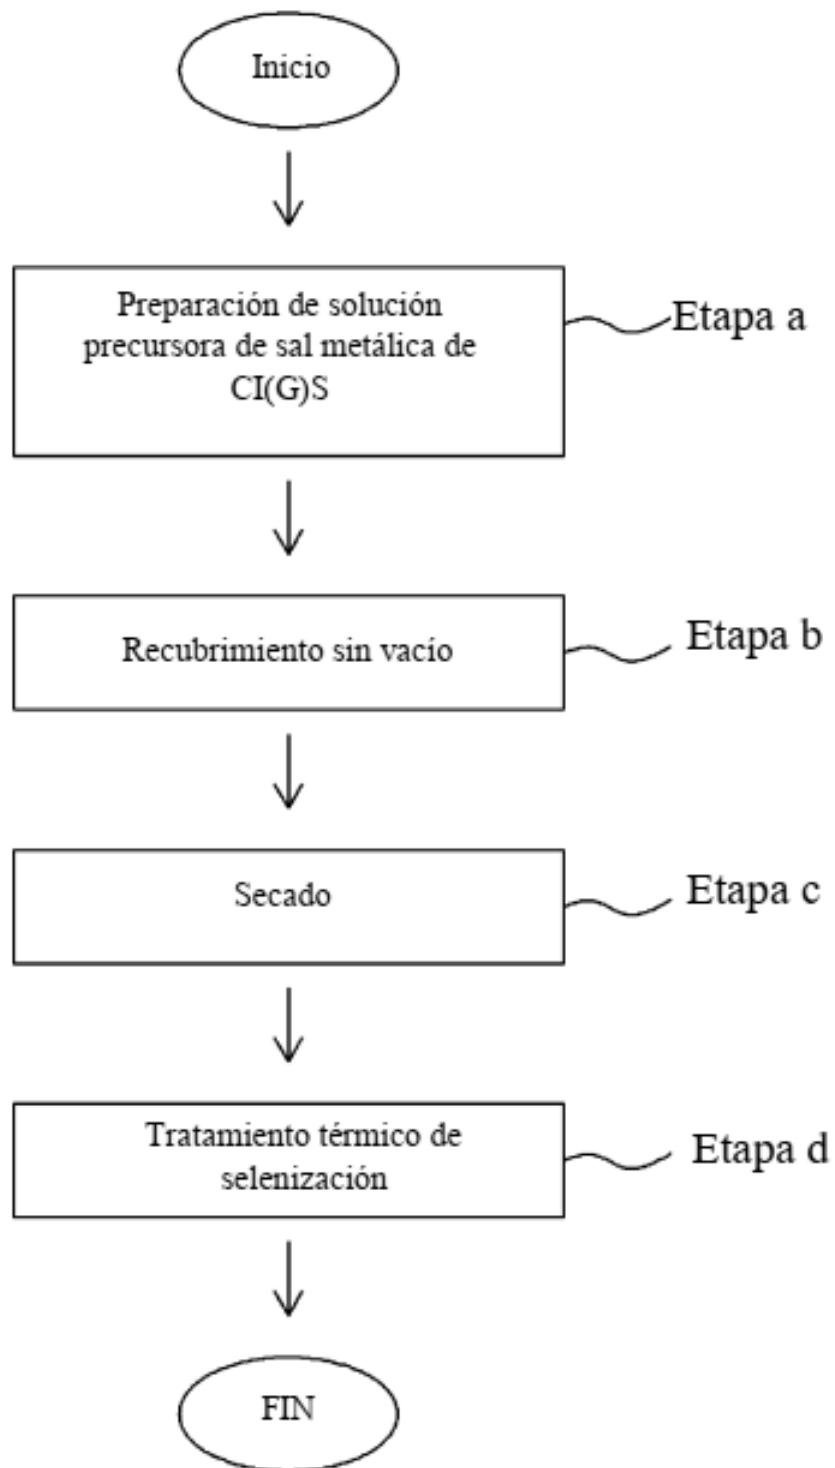 Inicio
Preparación de solución
precursora de sal metálica de
CI(G)S
Etapa a
Recubrimiento sin vacío
Etapa b
Secado
Etapa c
Tratamiento térmico de
selenización
Etapa d
FIN